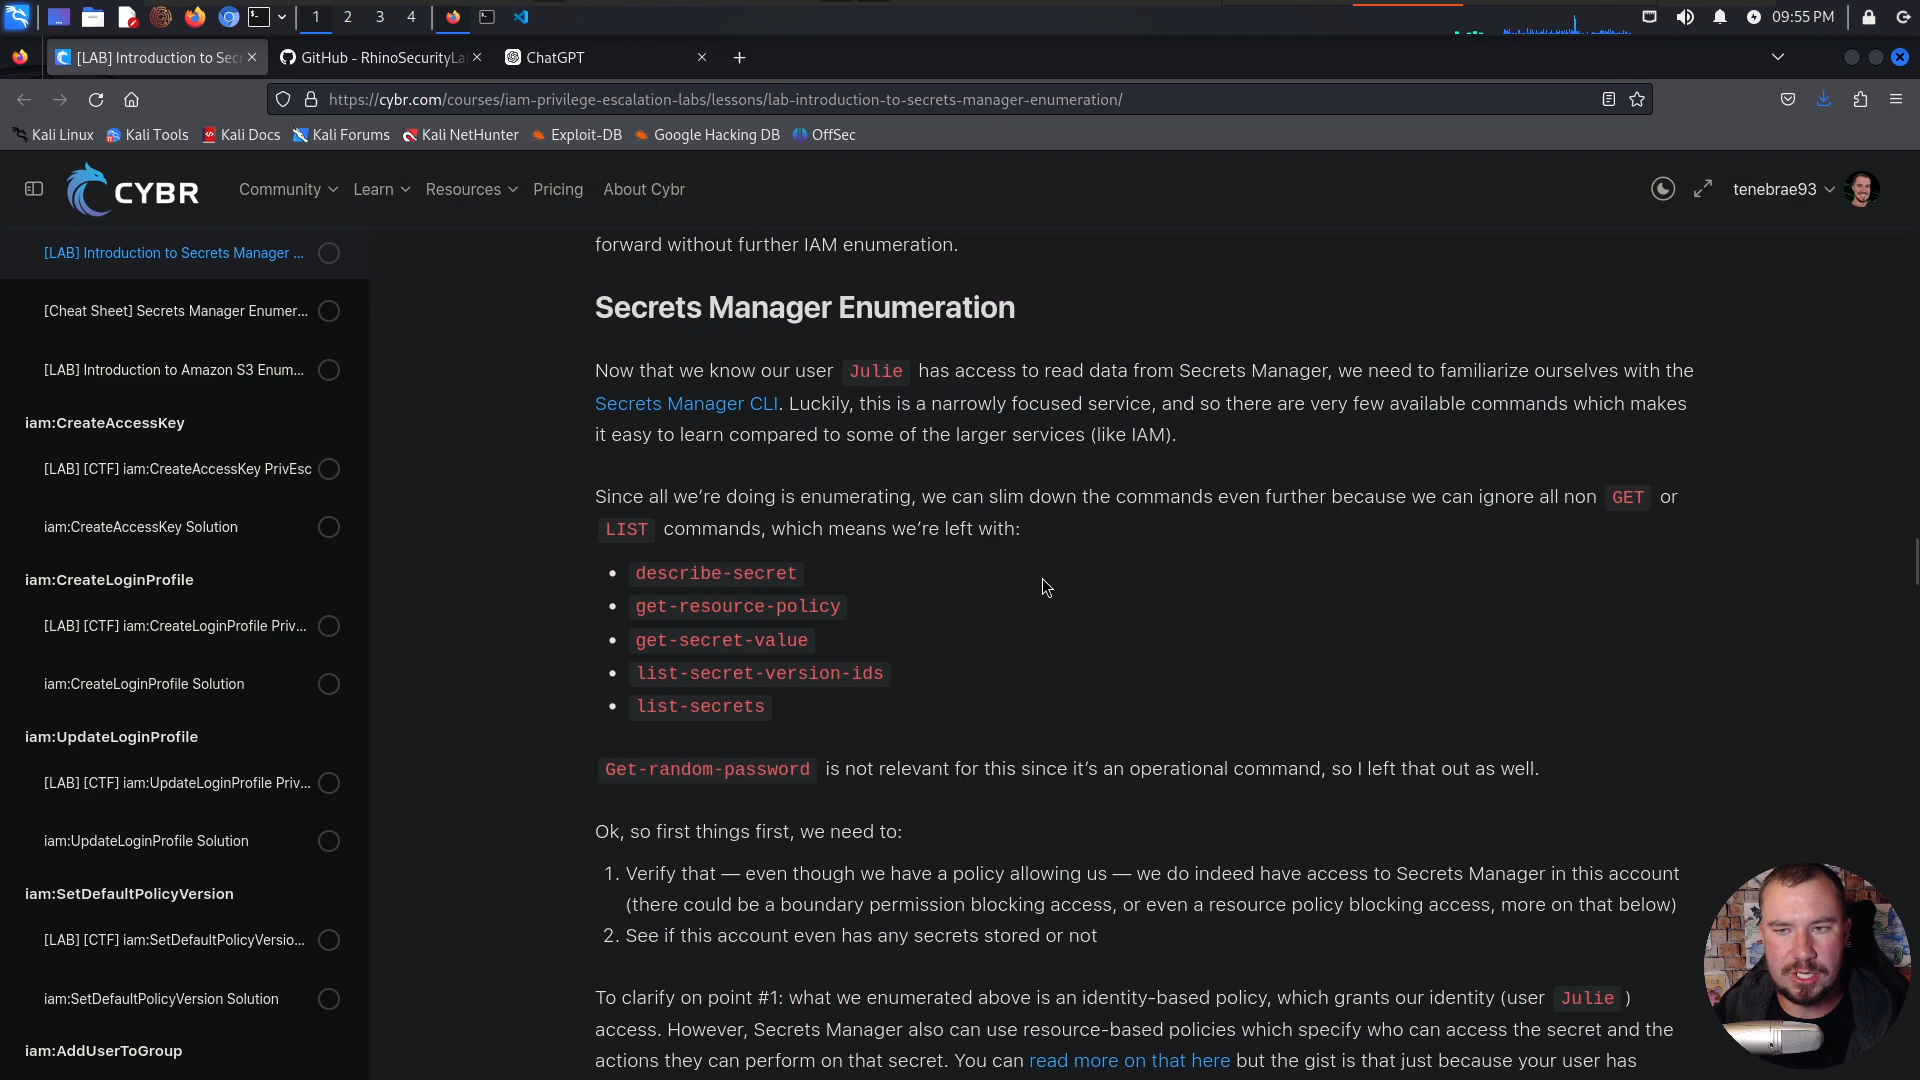 1 2 3 4
09:55 PM
[LAB] Introduction to Sec
GitHub - RhinoSecurityLa
ChatGPT
https://cybr.com/courses/iam-privilege-escalation-labs/lessons/lab-introduction-to-secrets-manager-enumeration/
Kali Linux Kali Tools Kali Docs Kali Forums Kali NetHunter Exploit-DB Google Hacking DB OffSec
CYBR
Community Learn Resources Pricing About Cybr
tenebrae93
[LAB] Introduction to Secrets Manager ...
[Cheat Sheet] Secrets Manager Enumer...
[LAB] Introduction to Amazon S3 Enum...
iam:CreateAccessKey
[LAB] [CTF] iam:CreateAccessKey PrivEsc
iam:CreateAccessKey Solution
iam:CreateLoginProfile
[LAB] [CTF] iam:CreateLoginProfile Priv...
iam:CreateLoginProfile Solution
iam:UpdateLoginProfile
[LAB] [CTF] iam:UpdateLoginProfile Priv...
iam:UpdateLoginProfile Solution
iam:SetDefaultPolicyVersion
[LAB] [CTF] iam:SetDefaultPolicyVersio...
iam:SetDefaultPolicyVersion Solution
iam:AddUserToGroup
forward without further IAM enumeration.
Secrets Manager Enumeration
Now that we know our user Julie has access to read data from Secrets Manager, we need to familiarize ourselves with the
Secrets Manager CLI. Luckily, this is a narrowly focused service, and so there are very few available commands which makes
it easy to learn compared to some of the larger services (like IAM).
Since all we’re doing is enumerating, we can slim down the commands even further because we can ignore all non GET or
LIST commands, which means we’re left with:
• describe-secret
• get-resource-policy
• get-secret-value
• list-secret-version-ids
• list-secrets
Get-random-password is not relevant for this since it’s an operational command, so I left that out as well.
Ok, so first things first, we need to:
1. Verify that — even though we have a policy allowing us — we do indeed have access to Secrets Manager in this account
(there could be a boundary permission blocking access, or even a resource policy blocking access, more on that below)
2. See if this account even has any secrets stored or not
To clarify on point #1: what we enumerated above is an identity-based policy, which grants our identity (user Julie )
access. However, Secrets Manager also can use resource-based policies which specify who can access the secret and the
actions they can perform on that secret. You can read more on that here but the gist is that just because your user has